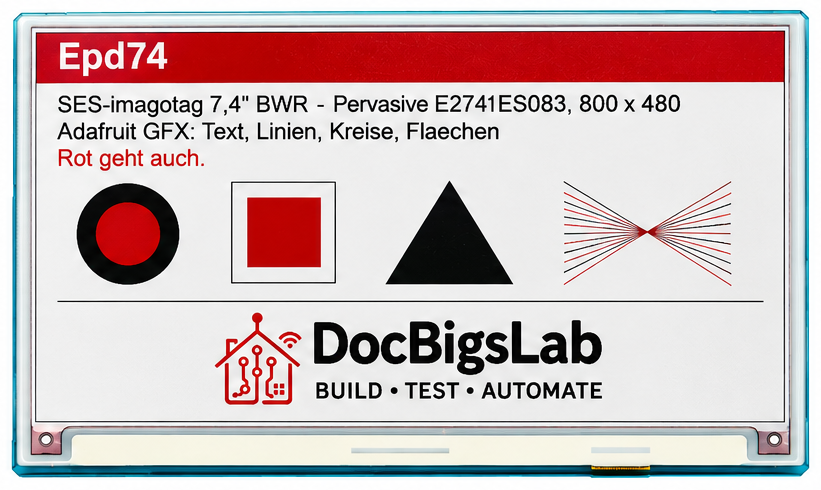 Epd74
SES-imagotag 7,4" BWR - Pervasive E2741ES083, 800 x 480
Adafruit GFX: Text, Linien, Kreise, Flaechen
Rot geht auch.
DocBigsLab
BUILD • TEST • AUTOMATE